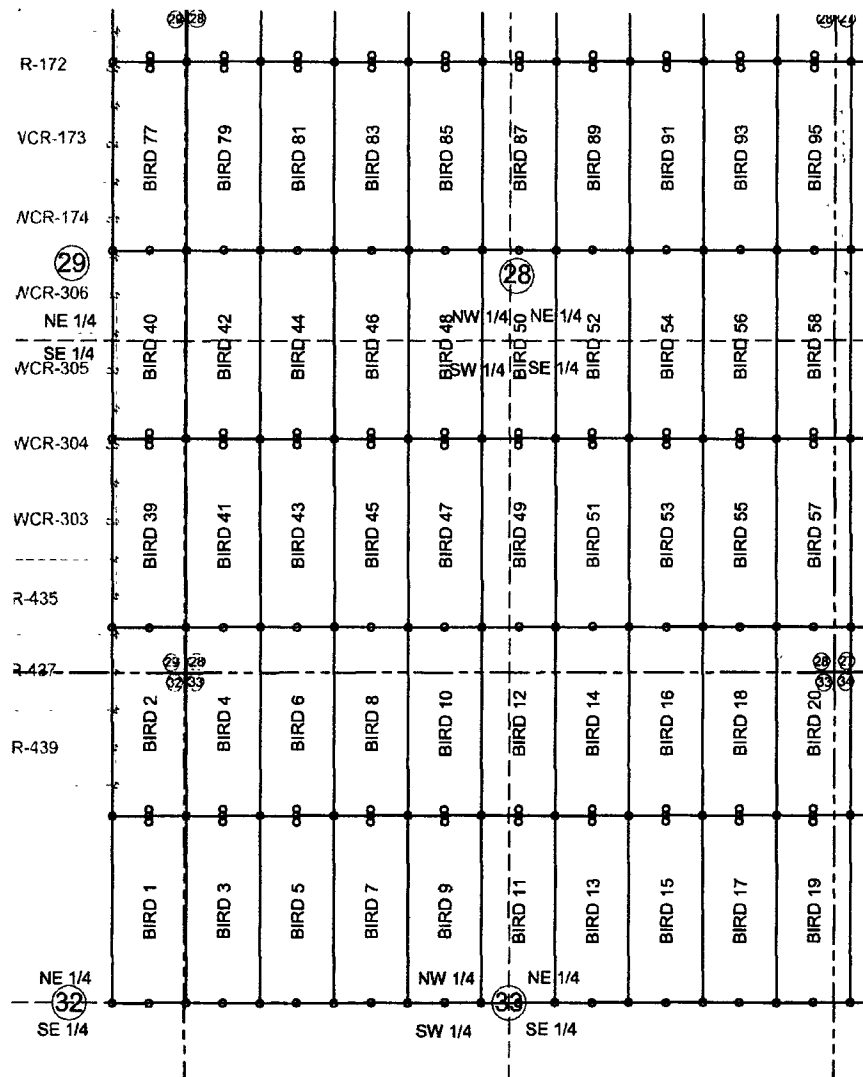 29 28 28 27
R-172
WCR-173 BIRD 77 BIRD 79 BIRD 81 BIRD 83 BIRD 85 BIRD 87 BIRD 89 BIRD 91 BIRD 93 BIRD 95
WCR-174
29 28
WCR-306
NE 1/4 NW 1/4 NE 1/4
BIRD 40 BIRD 42 BIRD 44 BIRD 46 BIRD 48 BIRD 50 BIRD 52 BIRD 54 BIRD 56 BIRD 58
SE 1/4 SW 1/4 SE 1/4
WCR-305
WCR-304
WCR-303 BIRD 39 BIRD 41 BIRD 43 BIRD 45 BIRD 47 BIRD 49 BIRD 51 BIRD 53 BIRD 55 BIRD 57
R-435
29 28 28 27
R-437
32 33 33 34
BIRD 2 BIRD 4 BIRD 6 BIRD 8 BIRD 10 BIRD 12 BIRD 14 BIRD 16 BIRD 18 BIRD 20
R-439
BIRD 1 BIRD 3 BIRD 5 BIRD 7 BIRD 9 BIRD 11 BIRD 13 BIRD 15 BIRD 17 BIRD 19
NE 1/4 NW 1/4 NE 1/4
32 33
SE 1/4 SW 1/4 SE 1/4